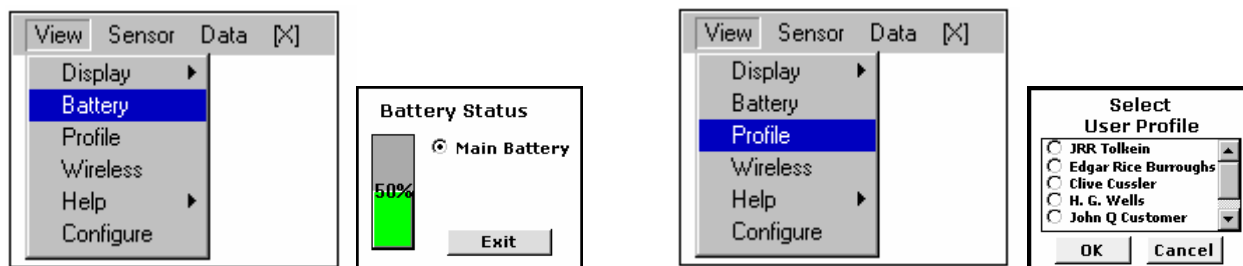 View Sensor Data [X]
Display
Battery
Profile
Wireless
Help
Configure
Battery Status
Main Battery
50%
Exit
View Sensor Data [X]
Display
Battery
Profile
Wireless
Help
Configure
Select
User Profile
JRR Tolkein
Edgar Rice Burroughs
Clive Cussler
H. G. Wells
John Q Customer
OK Cancel